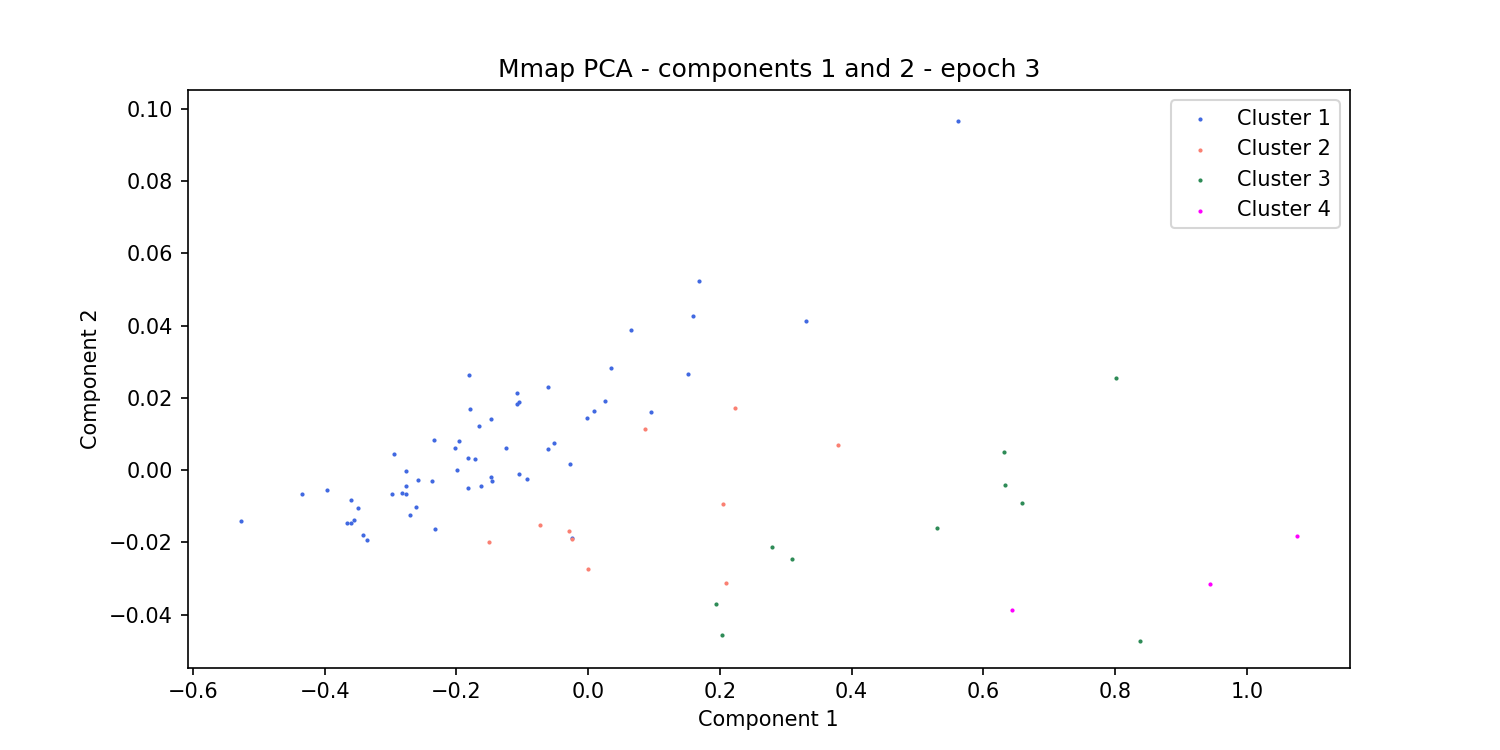 Mmap PCA - components 1 and 2 - epoch 3
Cluster 1
Cluster 2
Cluster 3
Cluster 4
Component 2
0.10
0.08
0.06
0.04
0.02
0.00
−0.02
−0.04
−0.6 −0.4 −0.2 0.0 0.2 0.4 0.6 0.8 1.0
Component 1